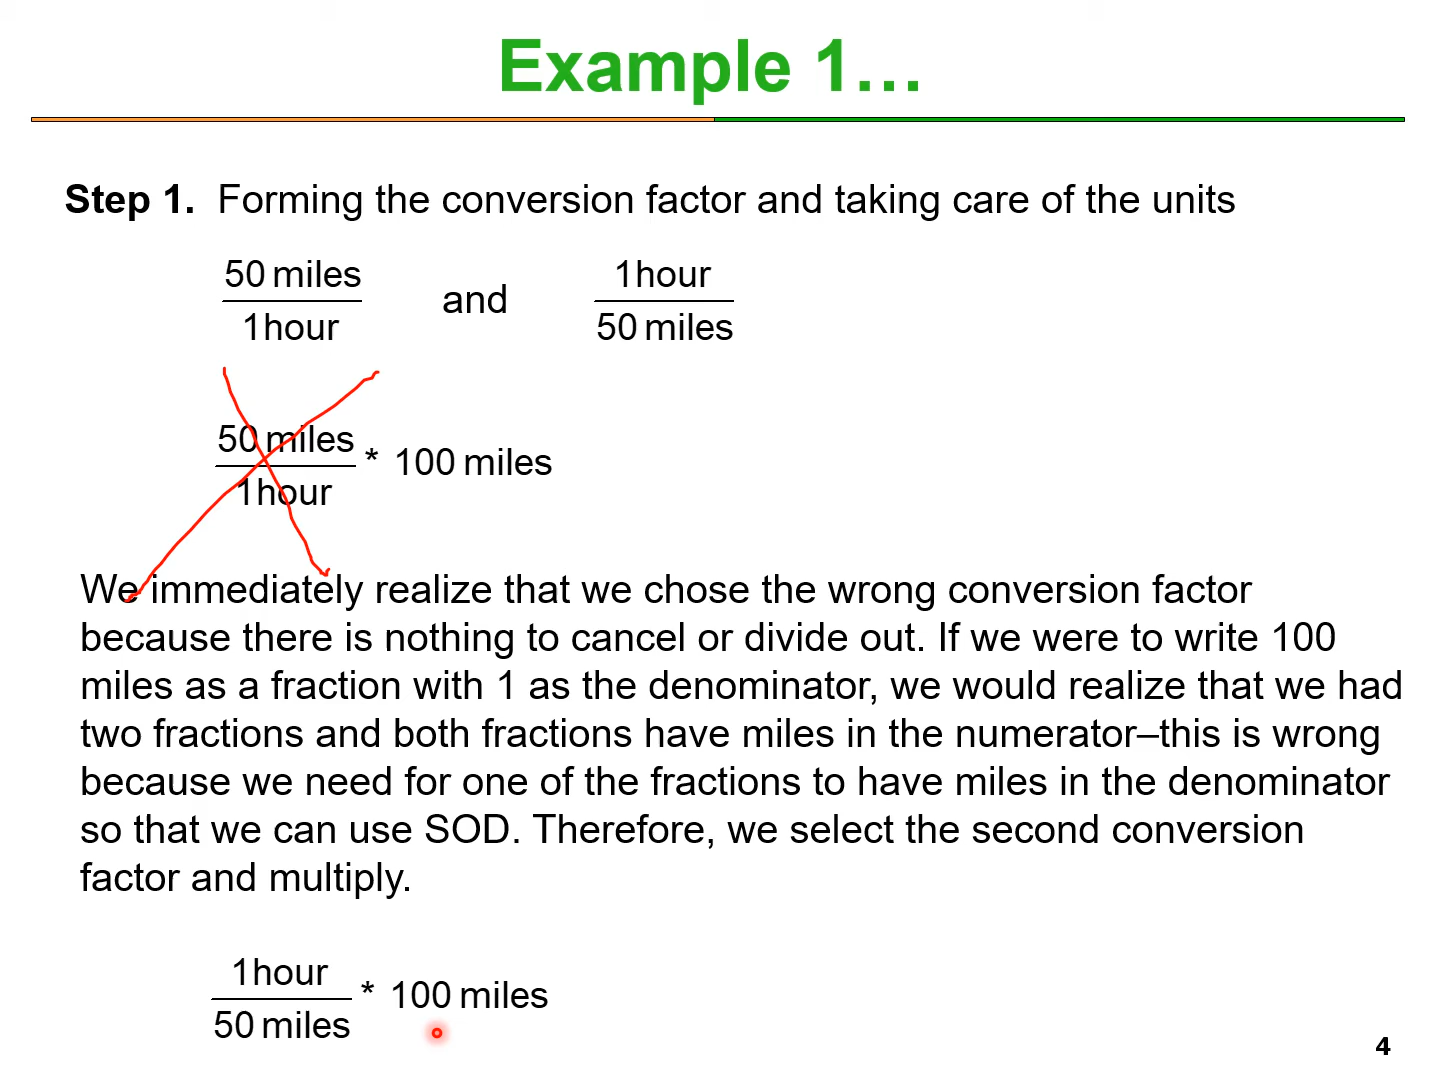 Example 1…
Step 1. Forming the conversion factor and taking care of the units
50 miles
1hour
and
1hour
50 miles
50 miles
1hour
* 100 miles
We immediately realize that we chose the wrong conversion factor
because there is nothing to cancel or divide out. If we were to write 100
miles as a fraction with 1 as the denominator, we would realize that we had
two fractions and both fractions have miles in the numerator–this is wrong
because we need for one of the fractions to have miles in the denominator
so that we can use SOD. Therefore, we select the second conversion
factor and multiply.
1hour
50 miles
* 100 miles
4